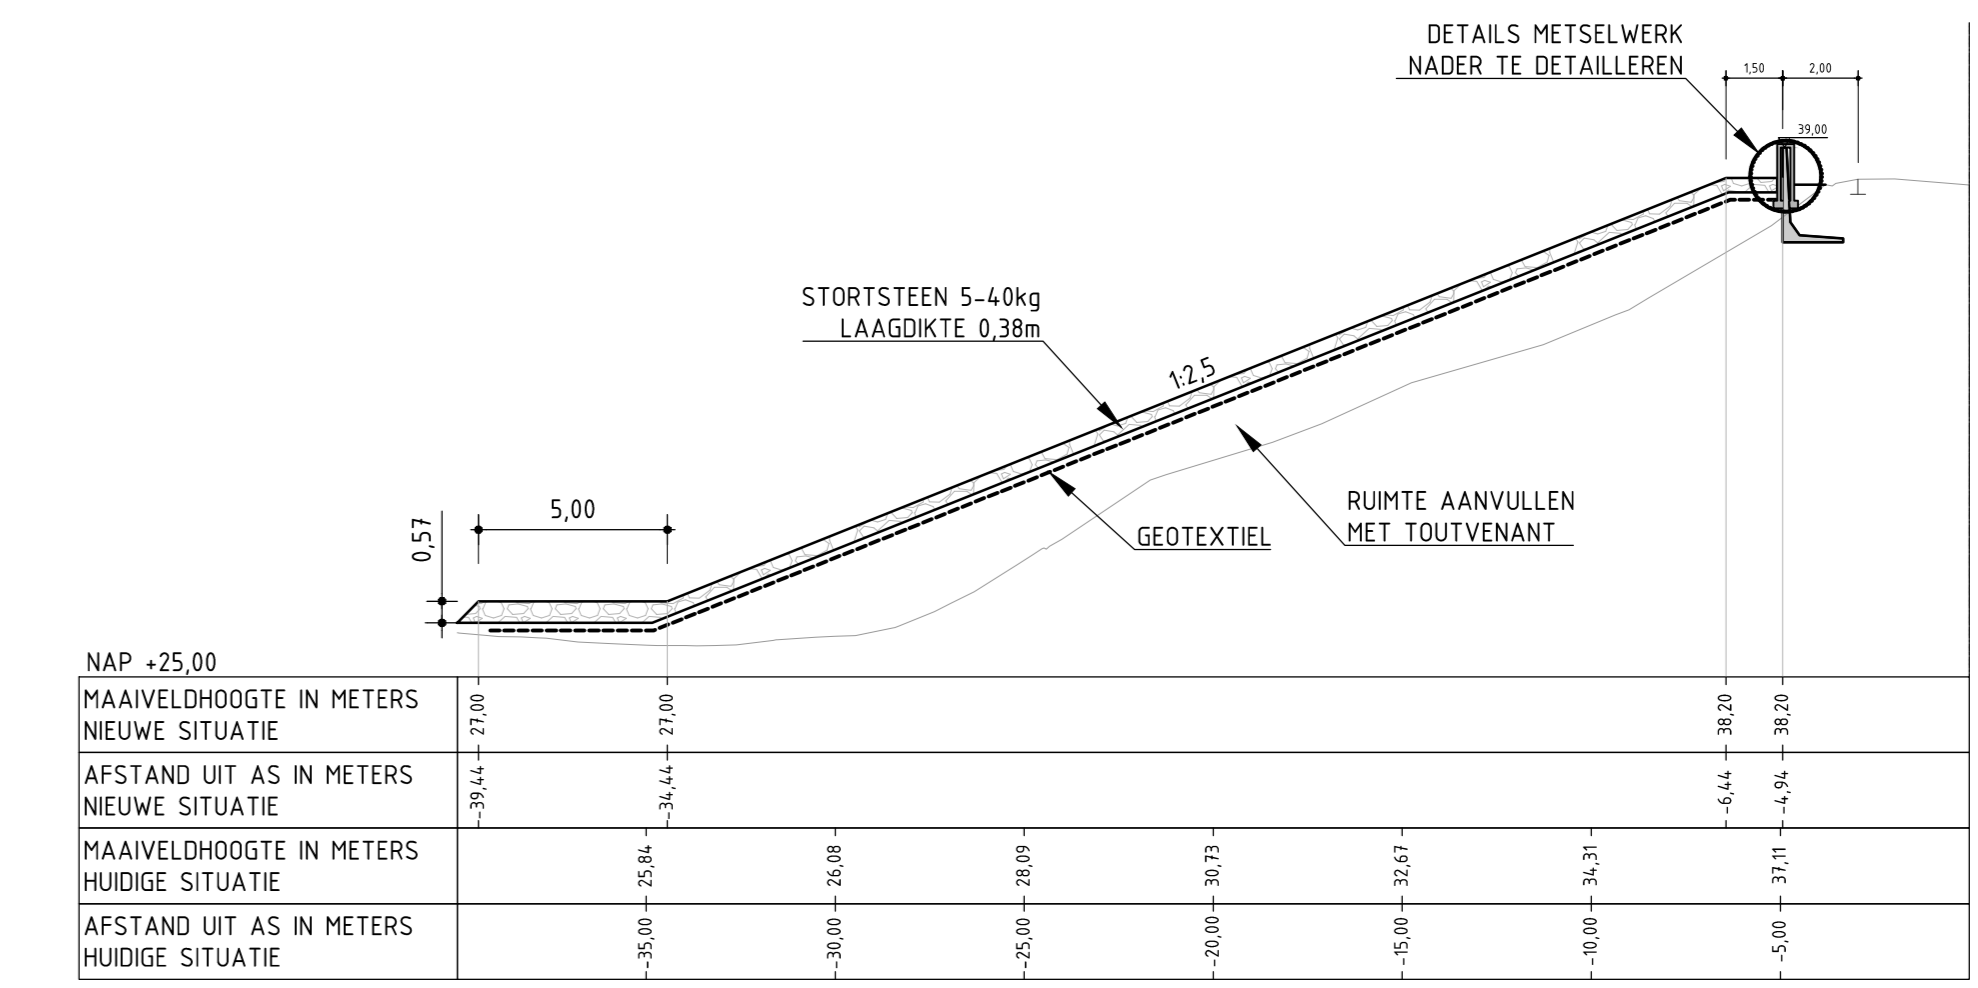 DETAILS METSELWERK
NADER TE DETAILLEREN
1,50
2,00
39,00
STORTSTEEN 5-40kg
LAAGDIKTE 0,38m
1:2,5
5,00
0,57
GEOTEXTIEL
RUIMTE AANVULLEN
MET TOUTVENANT
NAP +25,00
MAAIVELDHOOGTE IN METERS
NIEUWE SITUATIE
27,00 27,00 38,20 38,20
AFSTAND UIT AS IN METERS
NIEUWE SITUATIE
-39,44 -34,44 -6,44 -4,94
MAAIVELDHOOGTE IN METERS
HUIDIGE SITUATIE
25,84 26,08 28,09 30,73 32,67 34,31 37,11
AFSTAND UIT AS IN METERS
HUIDIGE SITUATIE
-35,00 -30,00 -25,00 -20,00 -15,00 -10,00 -5,00